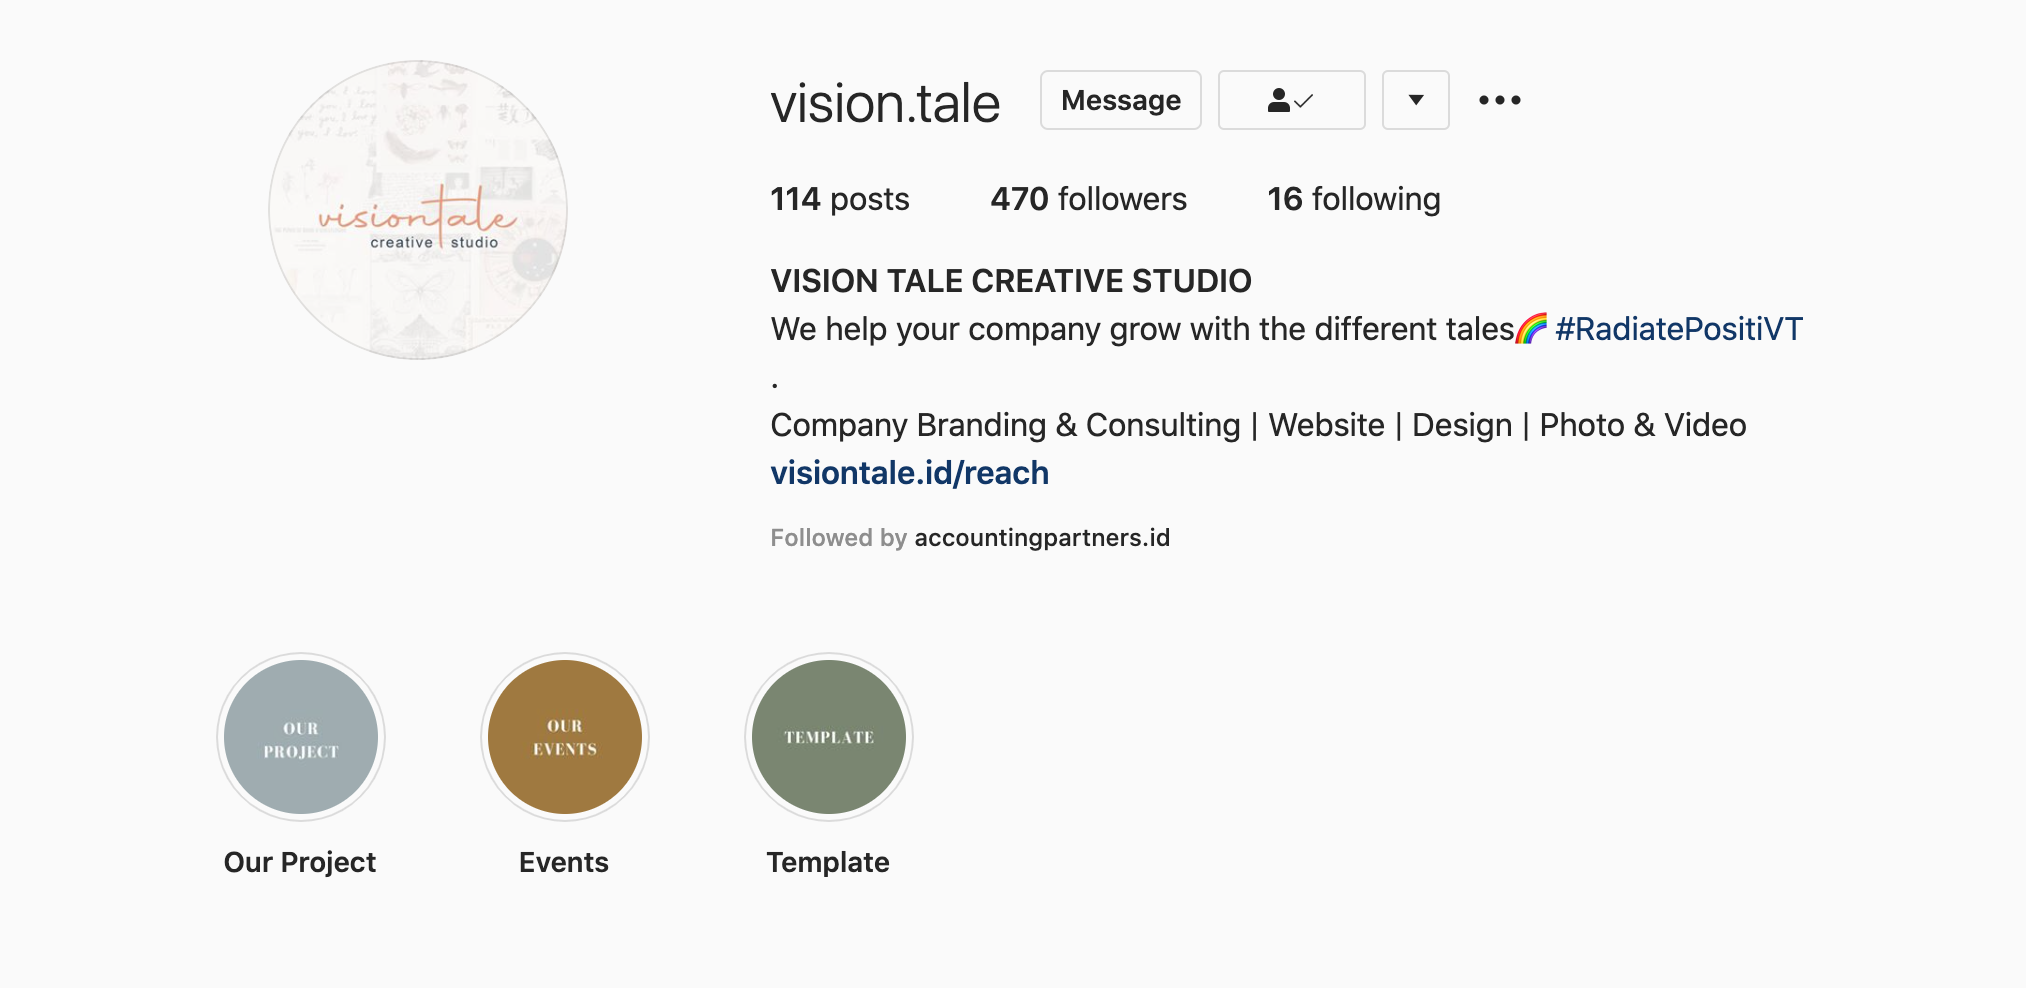 visiontale
creative studio
vision.tale
Message
114 posts 470 followers 16 following
VISION TALE CREATIVE STUDIO
We help your company grow with the different tales🌈 #RadiatePositiVT
.
Company Branding & Consulting | Website | Design | Photo & Video
visiontale.id/reach
Followed by accountingpartners.id
OUR
PROJECT
OUR
EVENTS
TEMPLATE
Our Project
Events
Template